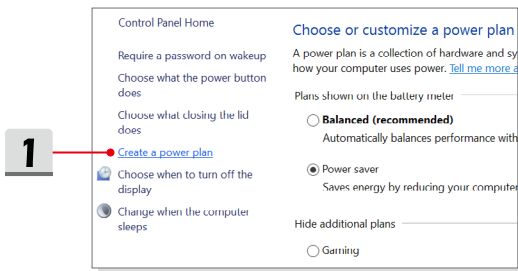 Control Panel Home
Require a password on wakeup
Choose what the power button
does
Choose what closing the lid
does
1
Create a power plan
Choose when to turn off the
display
Change when the computer
sleeps
Choose or customize a power plan
A power plan is a collection of hardware and sy
how your computer uses power. Tell me more a
Plans shown on the battery meter
Balanced (recommended)
Automatically balances performance with
Power saver
Saves energy by reducing your computer
Hide additional plans
Gaming